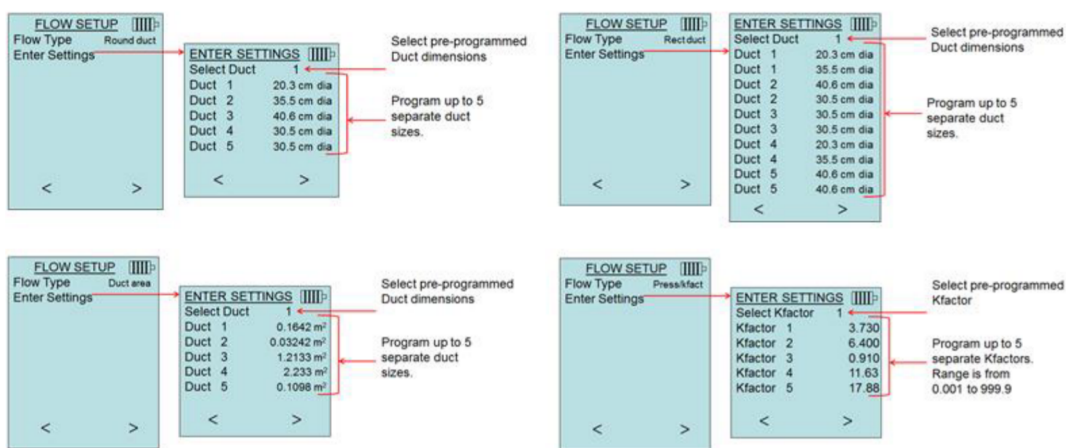 FLOW SETUP
Flow Type Round duct
Enter Settings
ENTER SETTINGS
Select Duct 1
Duct 1 20.3 cm dia
Duct 2 35.5 cm dia
Duct 3 40.6 cm dia
Duct 4 30.5 cm dia
Duct 5 30.5 cm dia
< >
< >
Select pre-programmed
Duct dimensions
Program up to 5
separate duct
sizes.
FLOW SETUP
Flow Type Rect duct
Enter Settings
< >
ENTER SETTINGS
Select Duct 1
Duct 1 20.3 cm dia
Duct 1 35.5 cm dia
Duct 2 40.6 cm dia
Duct 2 30.5 cm dia
Duct 3 30.5 cm dia
Duct 3 30.5 cm dia
Duct 4 20.3 cm dia
Duct 4 35.5 cm dia
Duct 5 40.6 cm dia
Duct 5 40.6 cm dia
< >
Select pre-programmed
Duct dimensions
Program up to 5
separate duct
sizes.
FLOW SETUP
Flow Type Duct area
Enter Settings
< >
ENTER SETTINGS
Select Duct 1
Duct 1 0.1642 m²
Duct 2 0.03242 m²
Duct 3 1.2133 m²
Duct 4 2.233 m²
Duct 5 0.1098 m²
< >
Select pre-programmed
Duct dimensions
Program up to 5
separate duct
sizes.
FLOW SETUP
Flow Type Press/kfact
Enter Settings
< >
ENTER SETTINGS
Select Kfactor 1
Kfactor 1 3.730
Kfactor 2 6.400
Kfactor 3 0.910
Kfactor 4 11.63
Kfactor 5 17.88
< >
Select pre-programmed
Kfactor
Program up to 5
separate Kfactors.
Range is from
0.001 to 999.9